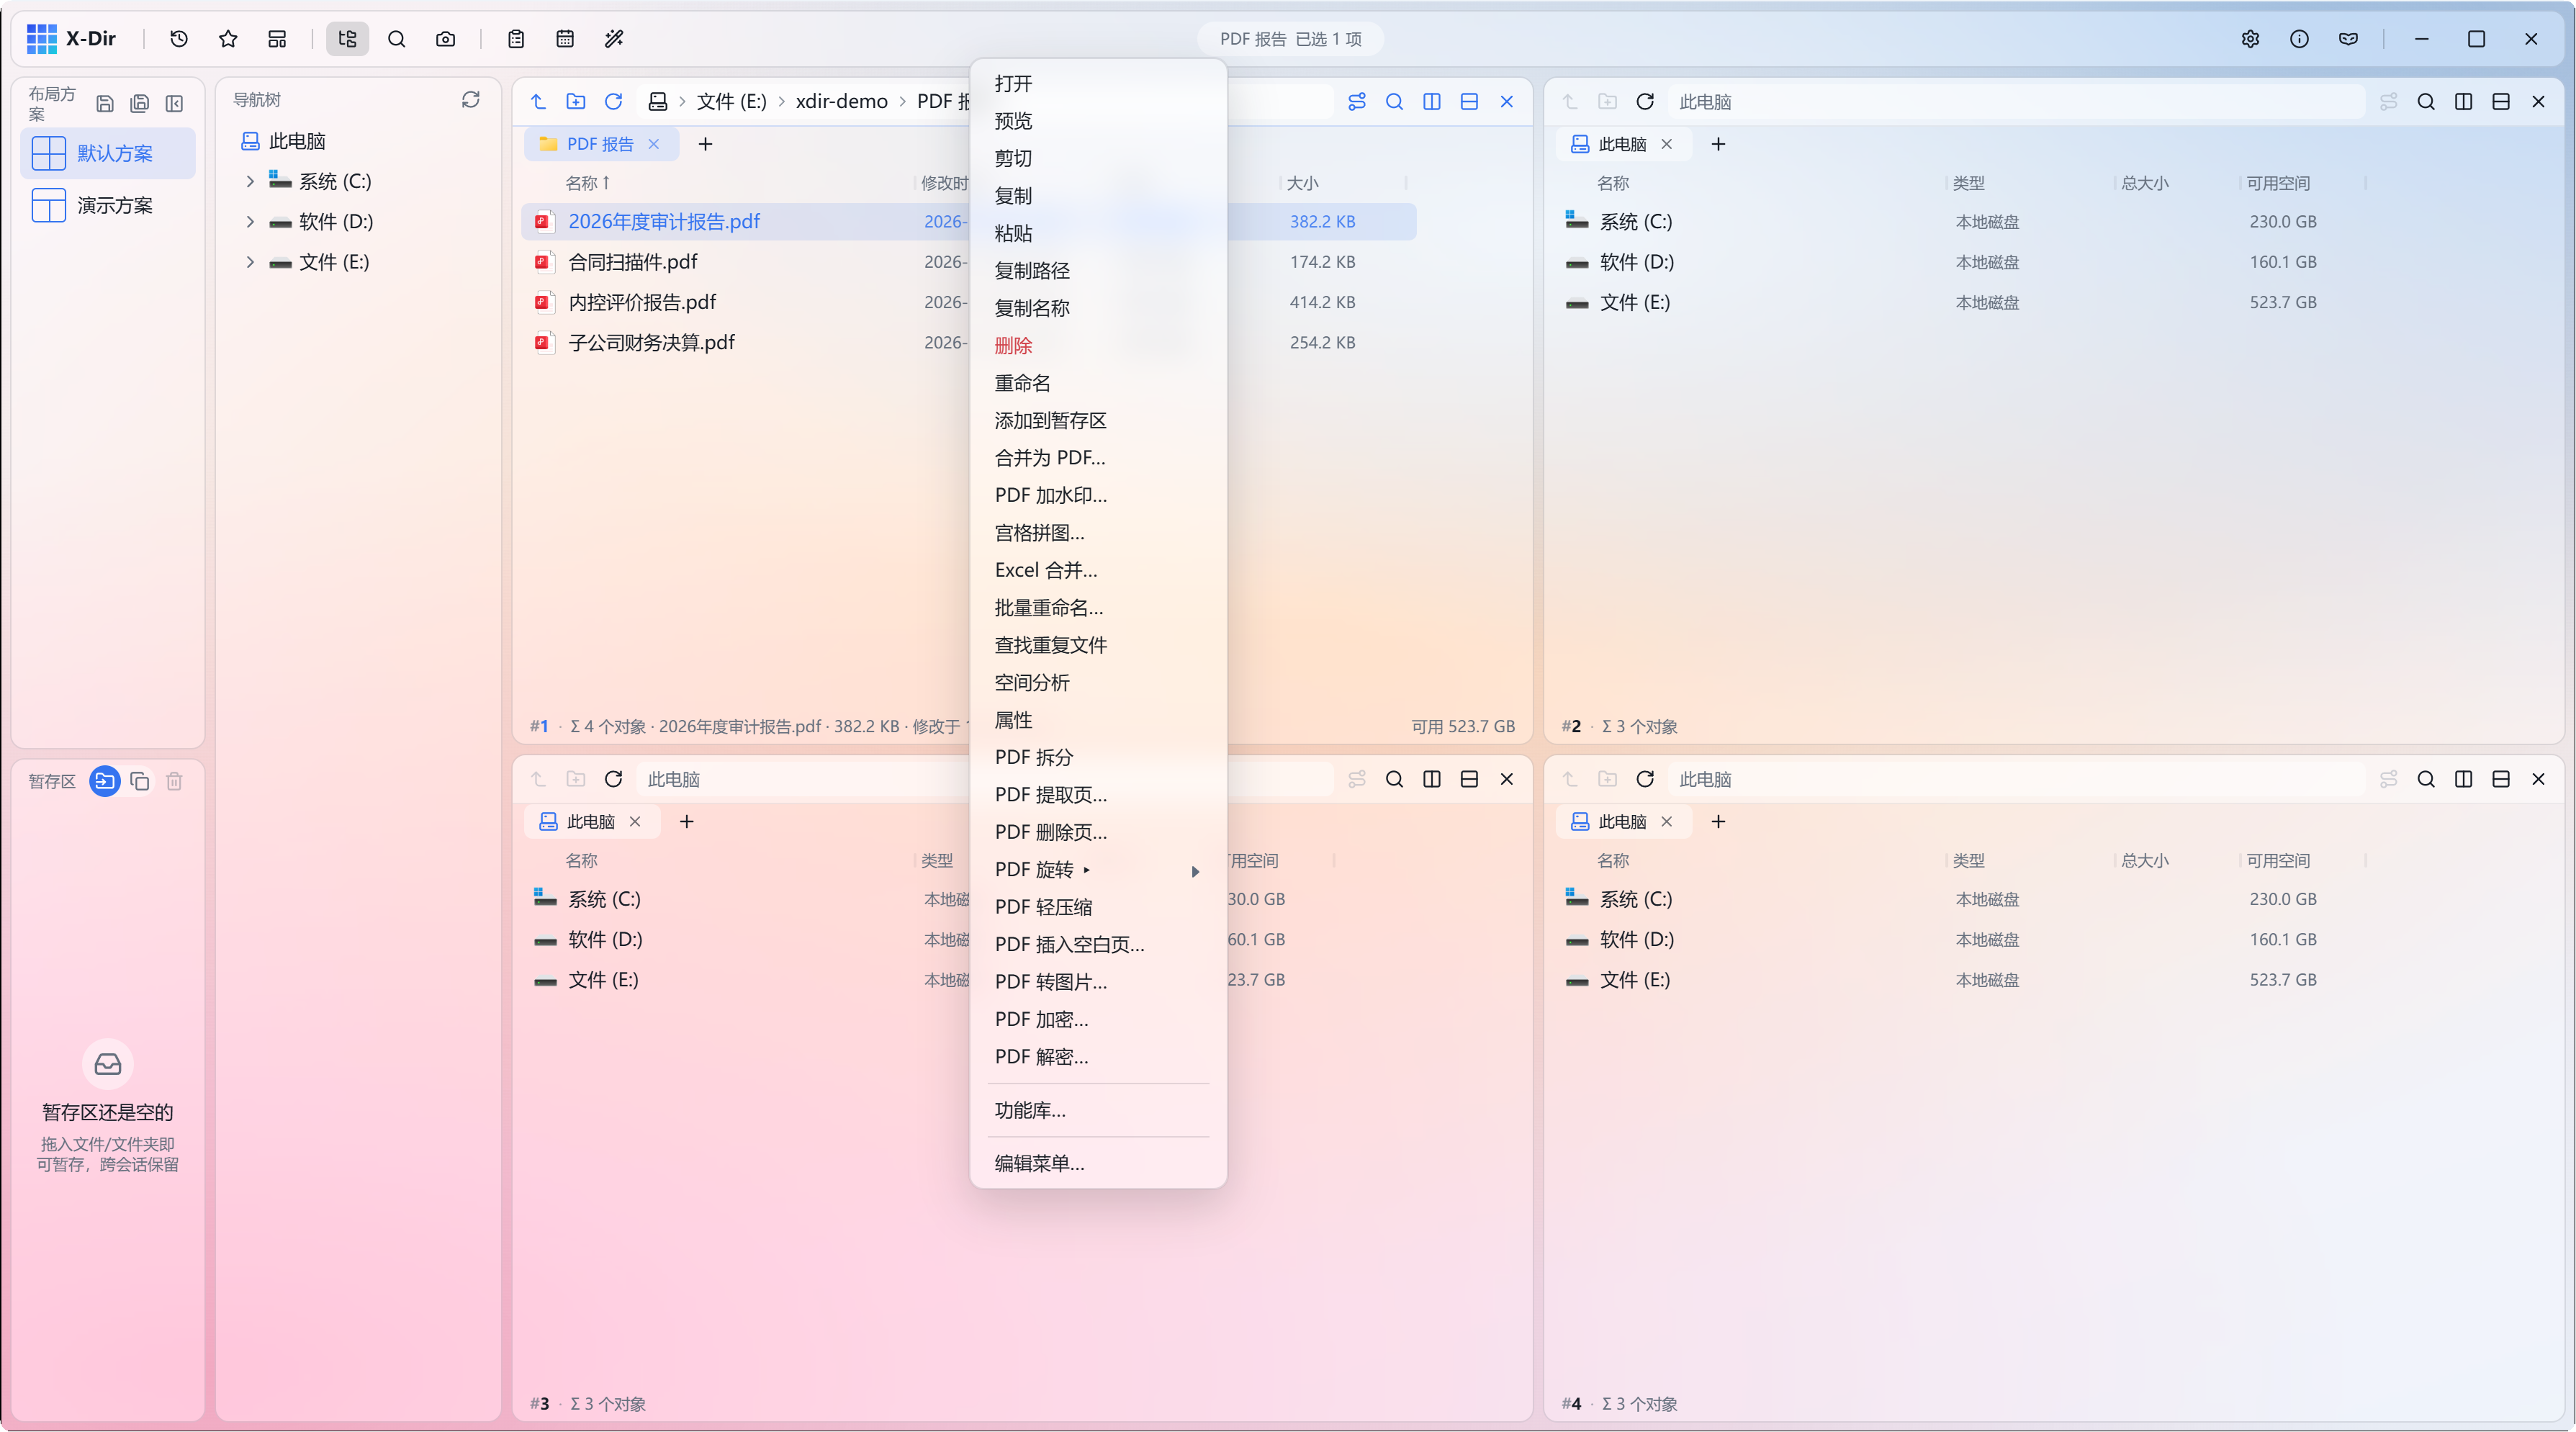 X-Dir
PDF 报告 已选 1 项
布局方案
默认方案
演示方案
导航树
此电脑
系统 (C:)
软件 (D:)
文件 (E:)
文件 (E:) xdir-demo PDF 报
PDF 报告
名称 修改时 大小
2026年度审计报告.pdf 2026- 382.2 KB
合同扫描件.pdf 2026- 174.2 KB
内控评价报告.pdf 2026- 414.2 KB
子公司财务决算.pdf 2026- 254.2 KB
#1 · Σ 4 个对象 · 2026年度审计报告.pdf · 382.2 KB · 修改于
可用 523.7 GB
此电脑
此电脑
名称 类型 总大小 可用空间
系统 (C:) 本地磁盘 230.0 GB
软件 (D:) 本地磁盘 160.1 GB
文件 (E:) 本地磁盘 523.7 GB
#2 · Σ 3 个对象
打开
预览
剪切
复制
粘贴
复制路径
复制名称
删除
重命名
添加到暂存区
合并为 PDF...
PDF 加水印...
宫格拼图...
Excel 合并...
批量重命名...
查找重复文件
空间分析
属性
PDF 拆分
PDF 提取页...
PDF 删除页...
PDF 旋转 ▸
PDF 轻压缩
PDF 插入空白页...
PDF 转图片...
PDF 加密...
PDF 解密...
功能库...
编辑菜单...
暂存区
暂存区还是空的
拖入文件/文件夹即
可暂存，跨会话保留
此电脑
此电脑
名称 类型 用空间
系统 (C:) 本地磁 30.0 GB
软件 (D:) 本地磁 60.1 GB
文件 (E:) 本地磁 23.7 GB
#3 · Σ 3 个对象
此电脑
此电脑
名称 类型 总大小 可用空间
系统 (C:) 本地磁盘 230.0 GB
软件 (D:) 本地磁盘 160.1 GB
文件 (E:) 本地磁盘 523.7 GB
#4 · Σ 3 个对象